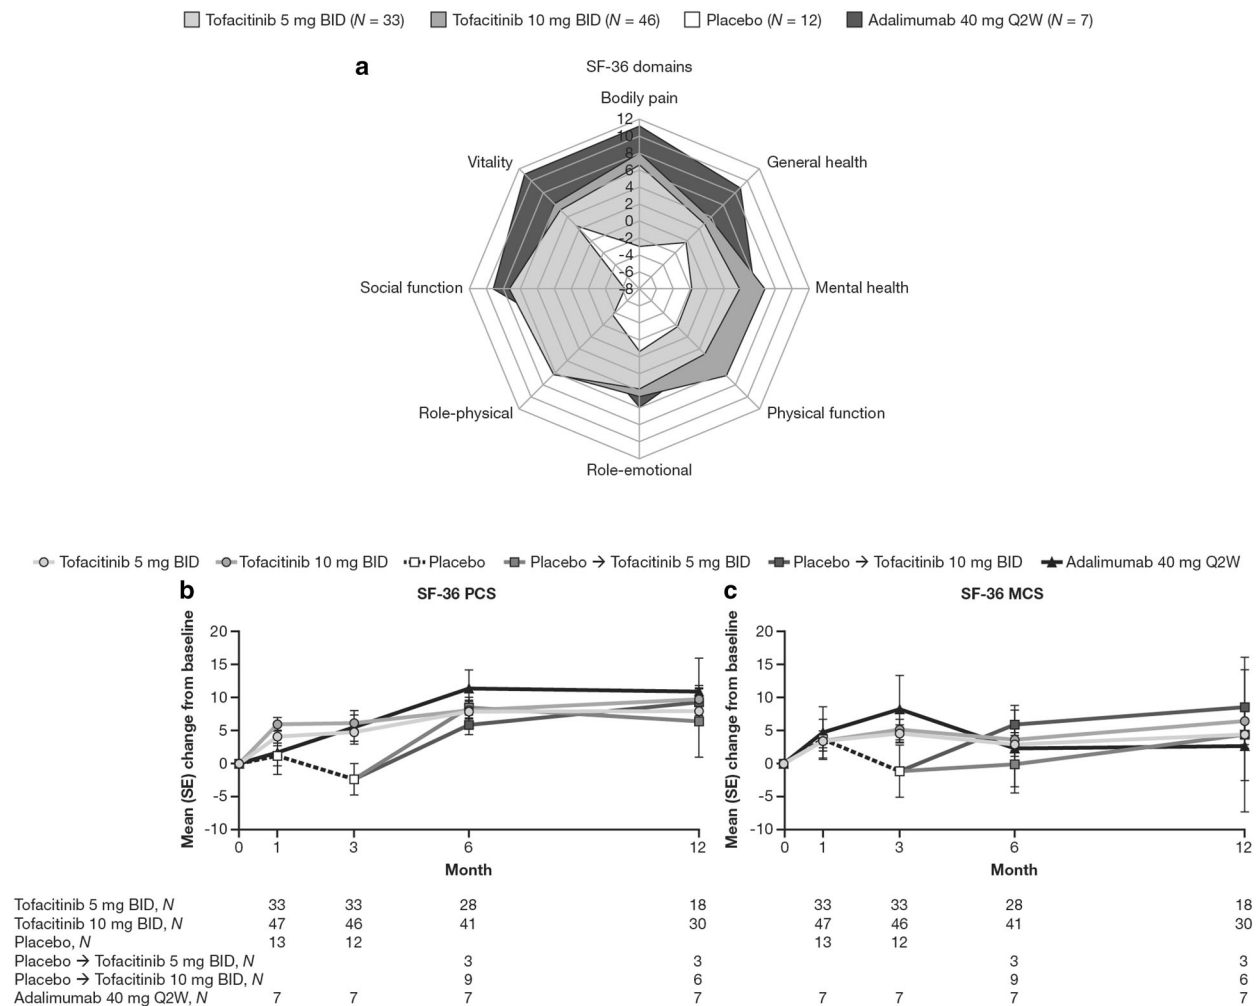 Tofacitinib 5 mg BID (N = 33) Tofacitinib 10 mg BID (N = 46) Placebo (N = 12) Adalimumab 40 mg Q2W (N = 7)
a
SF-36 domains
Bodily pain
General health
Mental health
Physical function
Role-emotional
Role-physical
Social function
Vitality
12
10
8
6
4
2
0
-2
-4
-6
-8
Tofacitinib 5 mg BID Tofacitinib 10 mg BID Placebo Placebo → Tofacitinib 5 mg BID Placebo → Tofacitinib 10 mg BID Adalimumab 40 mg Q2W
b
SF-36 PCS
Mean (SE) change from baseline
20
15
10
5
0
-5
-10
0 1 3 6 12
Month
c
SF-36 MCS
Mean (SE) change from baseline
20
15
10
5
0
-5
-10
0 1 3 6 12
Month
Tofacitinib 5 mg BID, N 33 33 28 18 33 33 28 18
Tofacitinib 10 mg BID, N 47 46 41 30 47 46 41 30
Placebo, N 13 12 13 12
Placebo → Tofacitinib 5 mg BID, N 3 3 3 3
Placebo → Tofacitinib 10 mg BID, N 9 6 9 6
Adalimumab 40 mg Q2W, N 7 7 7 7 7 7 7 7